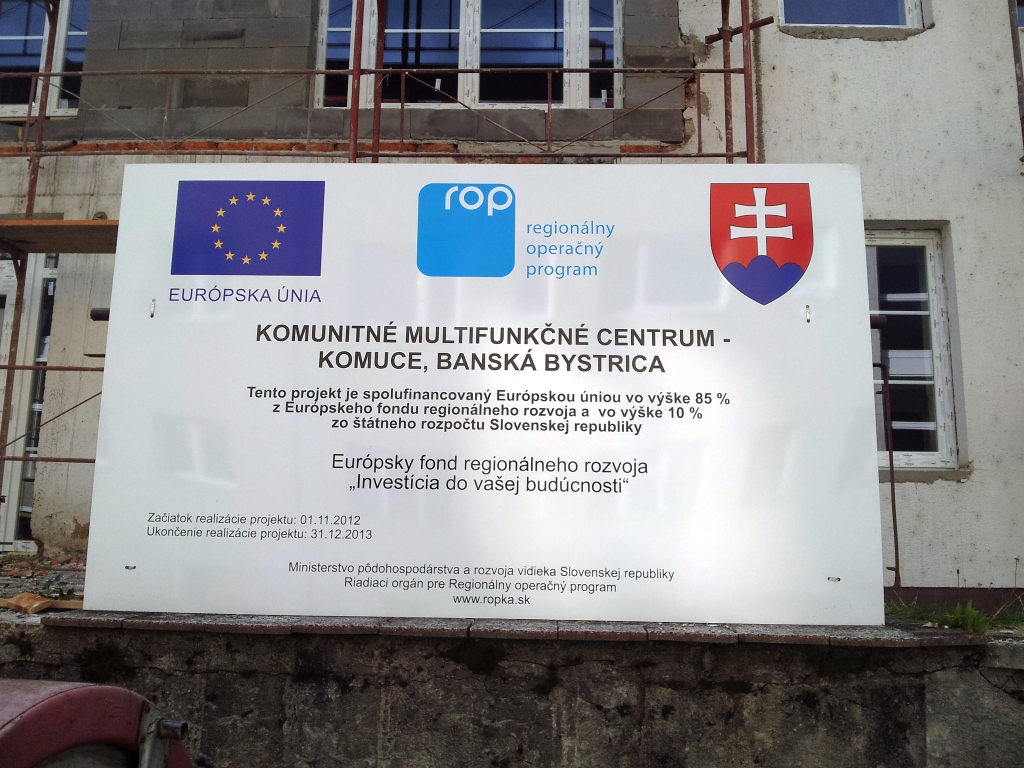 rop
regionálny
operačný
program
EURÓPSKA ÚNIA
KOMUNITNÉ MULTIFUNKČNÉ CENTRUM -
KOMUCE, BANSKÁ BYSTRICA
Tento projekt je spolufinancovaný Európskou úniou vo výške 85 %
z Európskeho fondu regionálneho rozvoja a vo výške 10 %
zo štátneho rozpočtu Slovenskej republiky
Európsky fond regionálneho rozvoja
„Investícia do vašej budúcnosti“
Začiatok realizácie projektu: 01.11.2012
Ukončenie realizácie projektu: 31.12.2013
Ministerstvo pôdohospodárstva a rozvoja vidieka Slovenskej republiky
Riadiaci orgán pre Regionálny operačný program
www.ropka.sk